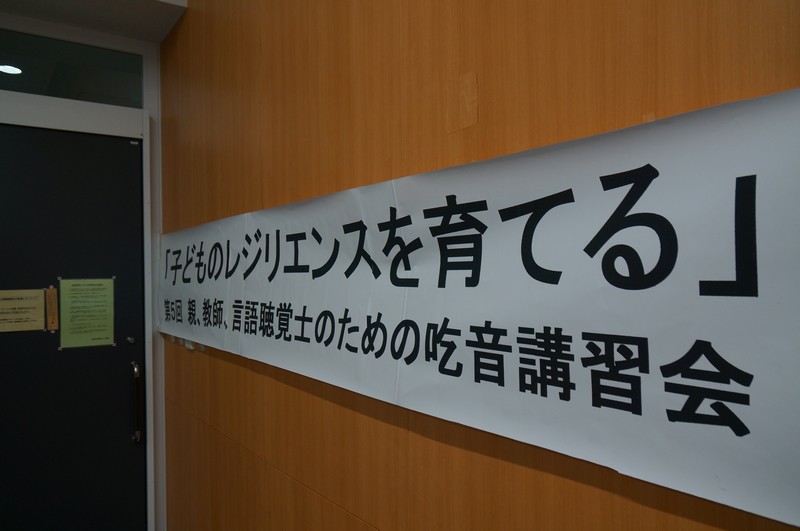 「子どものレジリエンスを育てる」
第5回 親、教師、言語聴覚士のための吃音講習会